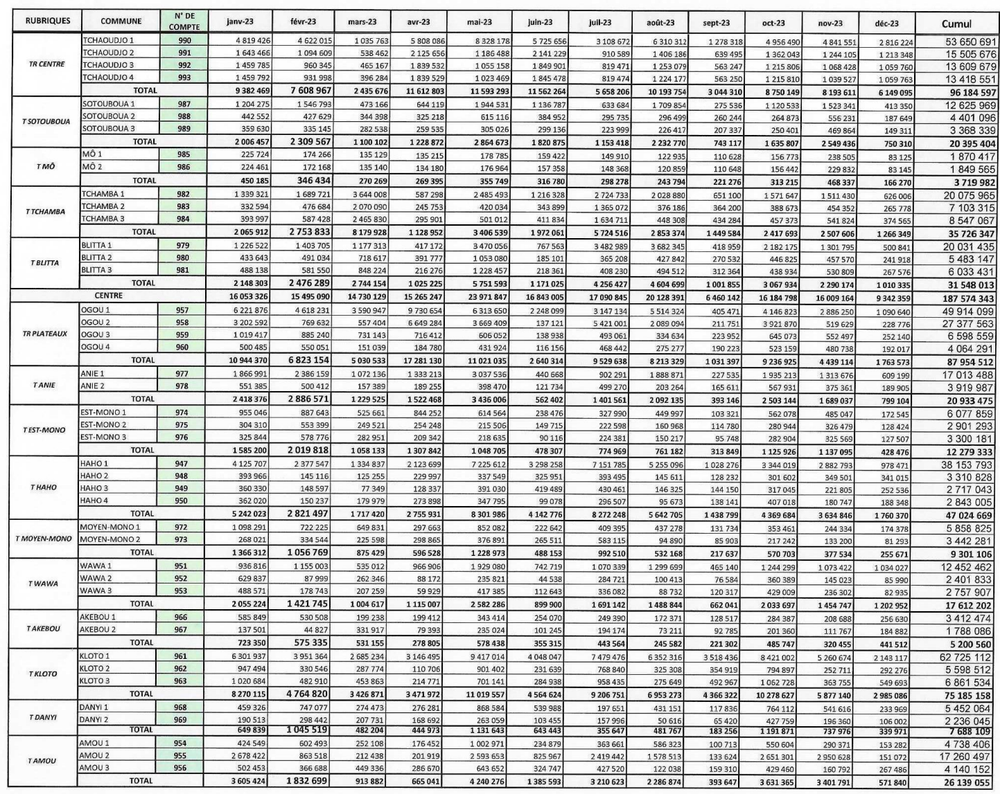 RUBRIQUES COMMUNE N° DE COMPTE janv-23 févr-23 mars-23 avr-23 mai-23 juin-23 juil-23 août-23 sept-23 oct-23 nov-23 déc-23 Cumul
TR CENTRE TCHAOUDJO 1 990 4 819 426 4 622 015 1 035 763 5 808 086 8 328 178 5 725 656 3 108 672 6 310 312 1 278 318 4 956 490 4 841 551 2 816 224 53 650 691
TCHAOUDJO 2 991 1 643 466 1 094 609 538 462 2 125 656 1 186 488 2 141 229 910 589 1 406 186 639 495 1 362 043 1 244 105 1 213 348 15 505 676
TCHAOUDJO 3 992 1 459 785 960 345 465 167 1 839 532 1 055 158 1 849 901 819 471 1 253 079 563 247 1 215 806 1 068 428 1 059 760 13 609 679
TCHAOUDJO 4 993 1 459 792 931 998 396 284 1 839 529 1 023 469 1 845 478 819 474 1 224 177 563 250 1 215 810 1 039 527 1 059 763 13 418 551
TOTAL 9 382 469 7 608 967 2 435 676 11 612 803 11 593 293 11 562 264 5 658 206 10 193 754 3 044 310 8 750 149 8 193 611 6 149 095 96 184 597
T SOTOUBOUA SOTOUBOUA 1 987 1 204 275 1 546 793 473 166 644 119 1 944 531 1 136 787 633 684 1 709 854 275 536 1 120 533 1 523 341 413 350 12 625 969
SOTOUBOUA 2 988 442 552 427 629 344 398 325 218 615 116 384 952 295 735 296 499 260 244 264 873 556 231 187 649 4 401 096
SOTOUBOUA 3 989 359 630 335 145 282 538 259 535 305 026 299 136 223 999 226 417 207 337 250 401 469 864 149 311 3 368 339
TOTAL 2 006 457 2 309 567 1 100 102 1 228 872 2 864 673 1 820 875 1 153 418 2 232 770 743 117 1 635 807 2 549 436 750 310 20 395 404
T MÔ MÔ 1 985 225 724 174 266 135 129 135 215 178 785 159 422 149 910 122 935 110 628 156 773 238 505 83 125 1 870 417
MÔ 2 986 224 461 172 168 135 140 134 180 176 964 157 358 148 368 120 859 110 648 156 442 229 832 83 145 1 849 565
TOTAL 450 185 346 434 270 269 269 395 355 749 316 780 298 278 243 794 221 276 313 215 468 337 166 270 3 719 982
T TCHAMBA TCHAMBA 1 982 1 339 321 1 689 721 3 644 008 587 298 2 485 493 1 216 328 2 724 733 2 028 880 651 100 1 571 647 1 511 430 626 006 20 075 965
TCHAMBA 2 983 332 594 476 684 2 070 090 245 753 420 034 343 899 1 365 072 376 186 364 200 388 673 454 352 265 778 7 103 315
TCHAMBA 3 984 393 997 587 428 2 465 830 295 901 501 012 411 834 1 634 711 448 308 434 284 457 373 541 824 374 565 8 547 067
TOTAL 2 065 912 2 753 833 8 179 928 1 128 952 3 406 539 1 972 061 5 724 516 2 853 374 1 449 584 2 417 693 2 507 606 1 266 349 35 726 347
T BLITTA BLITTA 1 979 1 226 522 1 403 705 1 177 313 417 172 3 470 056 767 563 3 482 989 3 682 345 418 959 2 182 175 1 301 795 500 841 20 031 435
BLITTA 2 980 433 643 491 034 718 617 391 777 1 053 080 185 101 365 208 427 842 270 532 446 825 457 570 241 918 5 483 147
BLITTA 3 981 488 138 581 550 848 224 216 276 1 228 457 218 361 408 230 494 512 312 364 438 934 530 809 267 576 6 033 431
TOTAL 2 148 303 2 476 289 2 744 154 1 025 225 5 751 593 1 171 025 4 256 427 4 604 699 1 001 855 3 067 934 2 290 174 1 010 335 31 548 013
CENTRE 16 053 326 15 495 090 14 730 129 15 265 247 23 971 847 16 843 005 17 090 845 20 128 391 6 460 142 16 184 798 16 009 164 9 342 359 187 574 343
TR PLATEAUX OGOU 1 957 6 221 876 4 618 231 3 590 947 9 730 654 6 313 650 2 248 099 3 147 134 5 514 324 405 471 4 146 823 2 886 250 1 090 640 49 914 099
OGOU 2 958 3 202 592 769 632 557 404 6 649 284 3 669 409 137 121 5 421 001 2 089 094 211 751 3 921 870 519 629 228 776 27 377 563
OGOU 3 959 1 019 417 885 240 731 143 716 412 606 052 138 938 493 061 334 634 223 952 645 073 552 497 252 140 6 598 559
OGOU 4 960 500 485 550 051 151 039 184 780 431 924 116 156 468 442 275 277 190 223 523 159 480 738 192 017 4 064 291
TOTAL 10 944 370 6 823 154 5 030 533 17 281 130 11 021 035 2 640 314 9 529 638 8 213 329 1 031 397 9 236 925 4 439 114 1 763 573 87 954 512
T ANIE ANIE 1 977 1 866 991 2 386 159 1 072 136 1 333 213 3 037 536 440 668 902 291 1 888 871 227 535 1 935 213 1 313 676 609 199 17 013 488
ANIE 2 978 551 385 500 412 157 389 189 255 398 470 121 734 499 270 203 264 165 611 567 931 375 361 189 905 3 919 987
TOTAL 2 418 376 2 886 571 1 229 525 1 522 468 3 436 006 562 402 1 401 561 2 092 135 393 146 2 503 144 1 689 037 799 104 20 933 475
T EST-MONO EST-MONO 1 974 955 046 887 643 525 661 844 252 614 564 238 476 327 990 449 997 103 321 562 078 485 047 172 545 6 077 859
EST-MONO 2 975 304 310 553 399 249 521 254 248 215 506 149 715 222 598 160 968 114 780 280 944 326 479 128 424 2 901 293
EST-MONO 3 976 325 844 578 776 282 951 209 342 218 635 90 116 224 381 150 217 95 748 282 904 325 569 127 507 3 300 181
TOTAL 1 585 200 2 019 818 1 058 133 1 307 842 1 048 705 478 307 774 969 761 182 313 849 1 125 926 1 137 095 428 476 12 279 333
T HAHO HAHO 1 947 4 125 707 2 377 547 1 334 837 2 123 699 7 225 612 3 298 258 7 151 785 5 255 096 1 028 276 3 344 019 2 882 793 978 471 38 153 793
HAHO 2 948 393 966 145 116 125 255 229 997 337 549 325 951 393 495 145 611 128 232 301 602 349 501 341 015 3 310 828
HAHO 3 949 360 330 148 597 77 349 128 337 391 030 419 489 430 461 146 325 144 150 317 045 221 805 252 536 2 717 043
HAHO 4 950 362 020 150 237 179 979 273 898 347 795 99 078 296 507 95 673 138 141 407 018 180 747 188 348 2 843 005
TOTAL 5 242 023 2 821 497 1 717 420 2 755 931 8 301 986 4 142 776 8 272 248 5 642 705 1 438 799 4 369 684 3 634 846 1 760 370 47 024 669
T MOYEN-MONO MOYEN-MONO 1 972 1 098 291 722 225 649 831 297 663 852 082 222 642 409 395 437 278 131 734 353 461 244 334 174 378 5 858 825
MOYEN-MONO 2 973 268 021 334 544 225 598 298 865 376 891 265 511 583 115 94 890 85 903 217 242 133 200 81 293 3 442 281
TOTAL 1 366 312 1 056 769 875 429 596 528 1 228 973 488 153 992 510 532 168 217 637 570 703 377 534 255 671 9 301 106
T WAWA WAWA 1 951 936 816 1 155 003 535 012 966 906 1 929 080 742 719 1 070 339 1 299 699 465 140 1 244 299 1 073 422 1 034 027 12 452 462
WAWA 2 952 629 837 87 999 262 346 88 172 235 821 44 538 284 721 100 413 76 584 360 389 145 023 85 990 2 401 833
WAWA 3 953 488 571 178 743 207 259 59 929 417 385 112 643 336 082 88 732 120 317 429 009 236 302 82 935 2 757 907
TOTAL 2 055 224 1 421 745 1 004 617 1 115 007 2 582 286 899 900 1 691 142 1 488 844 662 041 2 033 697 1 454 747 1 202 952 17 612 202
T AKEBOU AKEBOU 1 966 585 849 530 508 199 238 199 412 343 414 254 070 249 390 172 371 128 517 284 387 208 688 256 630 3 412 474
AKEBOU 2 967 137 501 44 827 331 917 79 393 235 024 101 245 194 174 73 211 92 785 201 360 111 767 184 882 1 788 086
TOTAL 723 350 575 335 531 155 278 805 578 438 355 315 443 564 245 582 221 302 485 747 320 455 441 512 5 200 560
T KLOTO KLOTO 1 961 6 301 937 3 951 364 2 685 234 3 146 495 9 417 014 4 048 047 7 479 476 6 352 316 3 518 436 8 421 002 5 260 674 2 143 117 62 725 112
KLOTO 2 962 947 494 330 546 287 774 110 706 901 402 231 639 768 840 325 308 354 919 794 897 252 711 292 276 5 598 512
KLOTO 3 963 1 020 684 482 910 453 863 214 771 701 141 284 938 958 435 275 649 492 967 1 062 728 363 755 549 693 6 861 534
TOTAL 8 270 115 4 764 820 3 426 871 3 471 972 11 019 557 4 564 624 9 206 751 6 953 273 4 366 322 10 278 627 5 877 140 2 985 086 75 185 158
T DANYI DANYI 1 968 459 326 747 077 274 473 276 281 868 584 539 988 197 651 431 151 117 836 764 112 541 616 233 969 5 452 064
DANYI 2 969 190 513 298 442 207 731 168 692 263 059 103 455 157 996 50 616 65 420 427 759 196 360 106 002 2 236 045
TOTAL 649 839 1 045 519 482 204 444 973 1 131 643 643 443 355 647 481 767 183 256 1 191 871 737 976 339 971 7 688 109
T AMOU AMOU 1 954 424 549 602 493 252 108 176 452 1 002 971 234 879 363 661 586 323 100 713 550 604 290 371 153 282 4 738 406
AMOU 2 955 2 678 422 863 518 212 438 201 919 2 593 653 825 967 2 419 442 1 578 513 133 624 2 651 301 2 950 628 151 072 17 260 497
AMOU 3 956 502 453 366 688 449 336 286 670 643 652 324 747 427 520 122 038 159 310 429 460 160 792 267 486 4 140 152
TOTAL 3 605 424 1 832 699 913 882 665 041 4 240 276 1 385 593 3 210 623 2 286 874 393 647 3 631 365 3 401 791 571 840 26 139 055